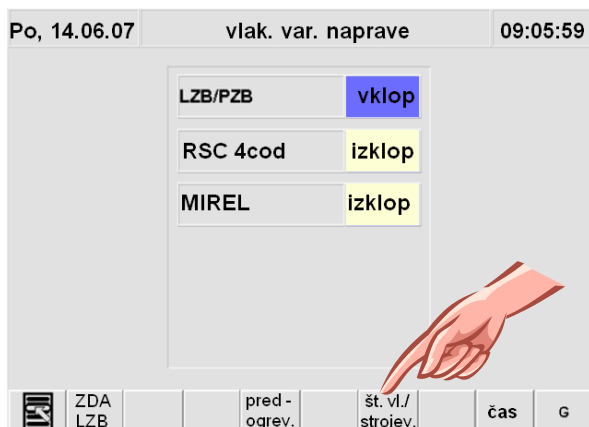 Po, 14.06.07 vlak. var. naprave 09:05:59
LZB/PZB vklop
RSC 4cod izklop
MIREL izklop
ZDA LZB
pred - ogrev.
št. vl./ strojev.
čas
G